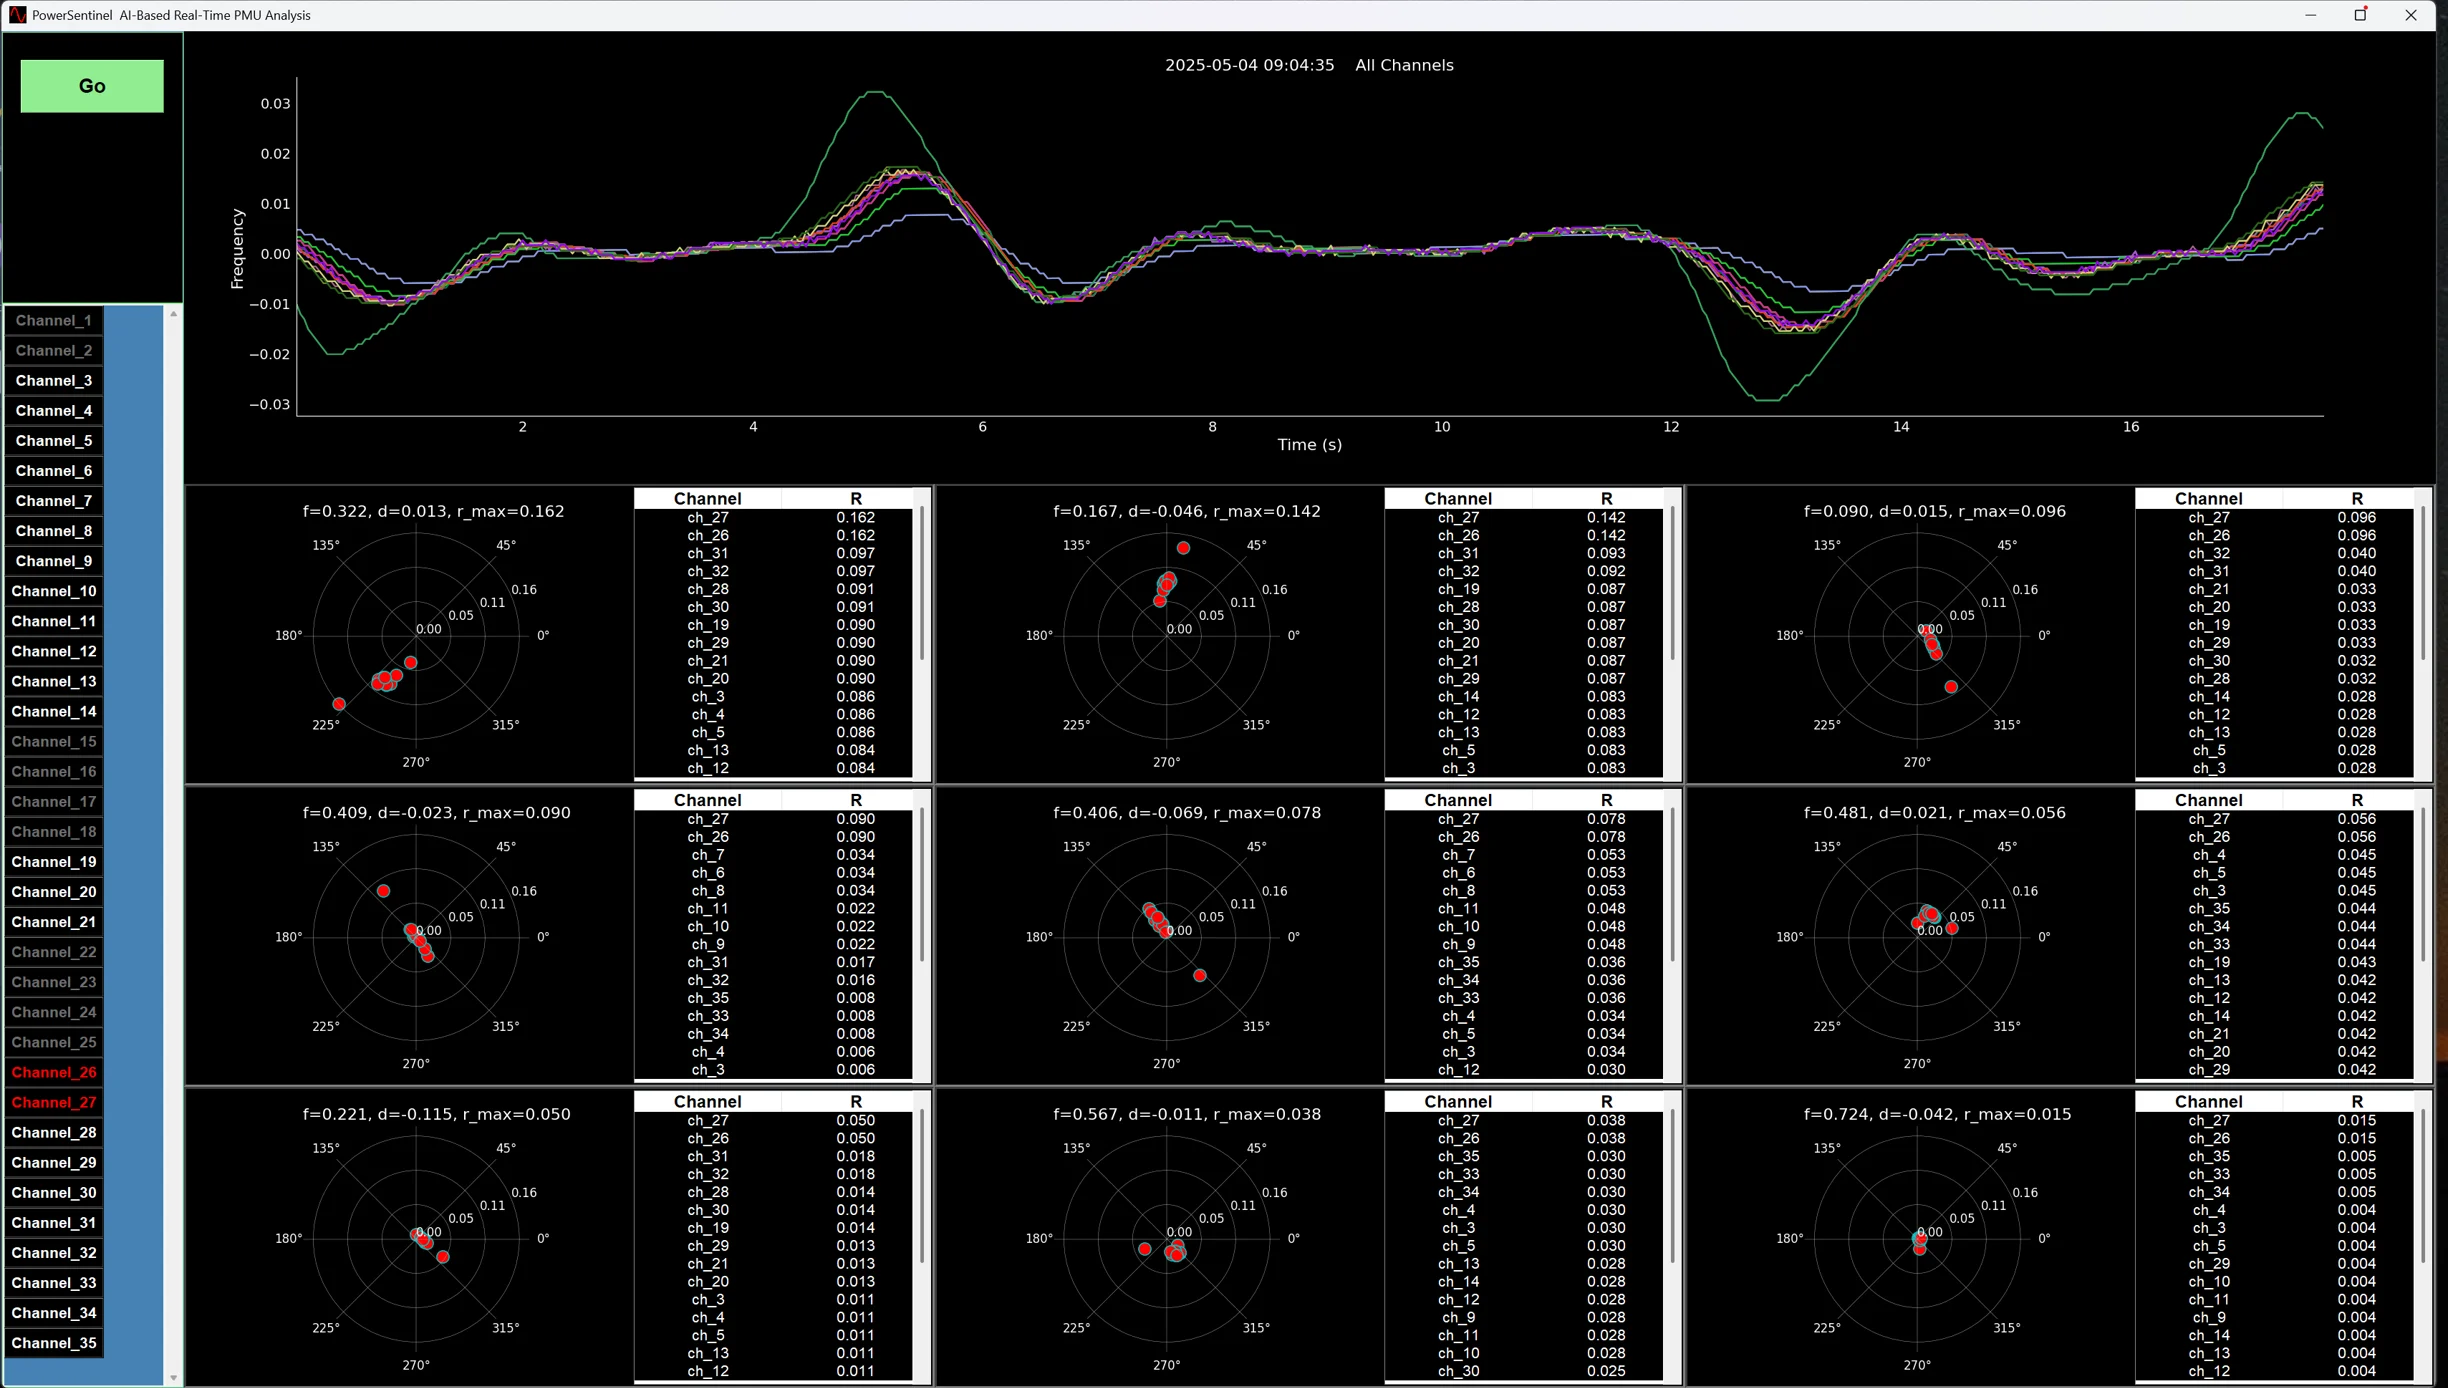 PowerSentinel AI-Based Real-Time PMU Analysis
Go
Channel_1
Channel_2
Channel_3
Channel_4
Channel_5
Channel_6
Channel_7
Channel_8
Channel_9
Channel_10
Channel_11
Channel_12
Channel_13
Channel_14
Channel_15
Channel_16
Channel_17
Channel_18
Channel_19
Channel_20
Channel_21
Channel_22
Channel_23
Channel_24
Channel_25
Channel_26
Channel_27
Channel_28
Channel_29
Channel_30
Channel_31
Channel_32
Channel_33
Channel_34
Channel_35
2025-05-04 09:04:35 All Channels
Frequency
0.03
0.02
0.01
0.00
−0.01
−0.02
−0.03
2 4 6 8 10 12 14 16
Time (s)
f=0.322, d=0.013, r_max=0.162
135° 45°
0.16
0.11
0.05
0.00
180° 0°
225° 315°
270°
Channel R
ch_27 0.162
ch_26 0.162
ch_31 0.097
ch_32 0.097
ch_28 0.091
ch_30 0.091
ch_19 0.090
ch_29 0.090
ch_21 0.090
ch_20 0.090
ch_3 0.086
ch_4 0.086
ch_5 0.086
ch_13 0.084
ch_12 0.084
f=0.167, d=-0.046, r_max=0.142
135° 45°
0.16
0.11
0.05
0.00
180° 0°
225° 315°
270°
Channel R
ch_27 0.142
ch_26 0.142
ch_31 0.093
ch_32 0.092
ch_19 0.087
ch_28 0.087
ch_30 0.087
ch_20 0.087
ch_21 0.087
ch_29 0.087
ch_14 0.083
ch_12 0.083
ch_13 0.083
ch_5 0.083
ch_3 0.083
f=0.090, d=0.015, r_max=0.096
135° 45°
0.16
0.11
0.05
0.00
180° 0°
225° 315°
270°
Channel R
ch_27 0.096
ch_26 0.096
ch_32 0.040
ch_31 0.040
ch_21 0.033
ch_20 0.033
ch_19 0.033
ch_29 0.033
ch_30 0.032
ch_28 0.032
ch_14 0.028
ch_12 0.028
ch_13 0.028
ch_5 0.028
ch_3 0.028
f=0.409, d=-0.023, r_max=0.090
135° 45°
0.16
0.11
0.05
0.00
180° 0°
225° 315°
270°
Channel R
ch_27 0.090
ch_26 0.090
ch_7 0.034
ch_6 0.034
ch_8 0.034
ch_11 0.022
ch_10 0.022
ch_9 0.022
ch_31 0.017
ch_32 0.016
ch_35 0.008
ch_33 0.008
ch_34 0.008
ch_4 0.006
ch_3 0.006
f=0.406, d=-0.069, r_max=0.078
135° 45°
0.16
0.11
0.05
0.00
180° 0°
225° 315°
270°
Channel R
ch_27 0.078
ch_26 0.078
ch_7 0.053
ch_6 0.053
ch_8 0.053
ch_11 0.048
ch_10 0.048
ch_9 0.048
ch_35 0.036
ch_34 0.036
ch_33 0.036
ch_4 0.034
ch_5 0.034
ch_3 0.034
ch_12 0.030
f=0.481, d=0.021, r_max=0.056
135° 45°
0.16
0.11
0.05
0.00
180° 0°
225° 315°
270°
Channel R
ch_27 0.056
ch_26 0.056
ch_4 0.045
ch_5 0.045
ch_3 0.045
ch_35 0.044
ch_34 0.044
ch_33 0.044
ch_19 0.043
ch_13 0.042
ch_12 0.042
ch_14 0.042
ch_21 0.042
ch_20 0.042
ch_29 0.042
f=0.221, d=-0.115, r_max=0.050
135° 45°
0.16
0.11
0.05
0.00
180° 0°
225° 315°
270°
Channel R
ch_27 0.050
ch_26 0.050
ch_31 0.018
ch_32 0.018
ch_28 0.014
ch_30 0.014
ch_19 0.014
ch_29 0.013
ch_21 0.013
ch_20 0.013
ch_3 0.011
ch_4 0.011
ch_5 0.011
ch_13 0.011
ch_12 0.011
f=0.567, d=-0.011, r_max=0.038
135° 45°
0.16
0.11
0.05
0.00
180° 0°
225° 315°
270°
Channel R
ch_27 0.038
ch_26 0.038
ch_35 0.030
ch_33 0.030
ch_34 0.030
ch_4 0.030
ch_3 0.030
ch_5 0.030
ch_13 0.028
ch_14 0.028
ch_12 0.028
ch_9 0.028
ch_11 0.028
ch_10 0.028
ch_30 0.025
f=0.724, d=-0.042, r_max=0.015
135° 45°
0.16
0.11
0.05
0.00
180° 0°
225° 315°
270°
Channel R
ch_27 0.015
ch_26 0.015
ch_35 0.005
ch_33 0.005
ch_34 0.005
ch_4 0.004
ch_3 0.004
ch_5 0.004
ch_29 0.004
ch_10 0.004
ch_11 0.004
ch_9 0.004
ch_14 0.004
ch_13 0.004
ch_12 0.004